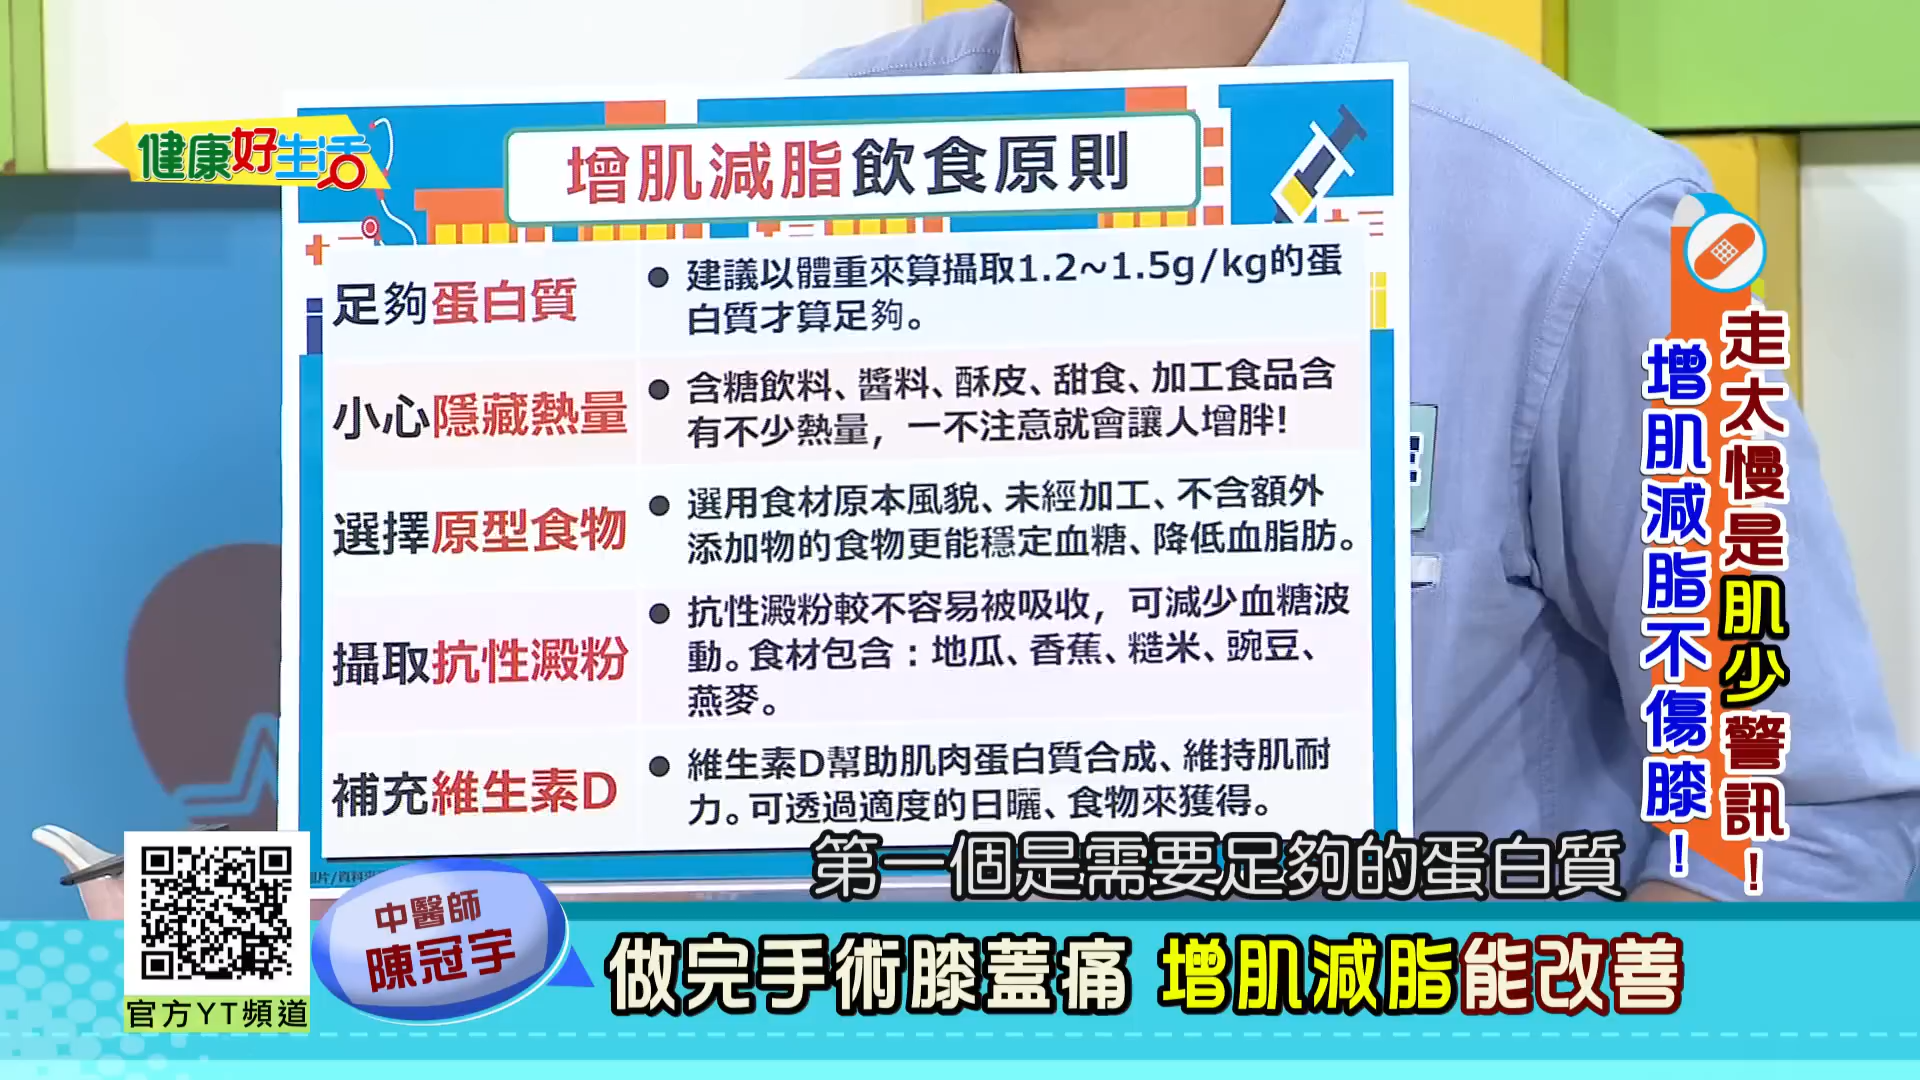 健康好生活
增肌減脂飲食原則
足夠蛋白質
建議以體重來算攝取1.2~1.5g/kg的蛋
白質才算足夠。
小心隱藏熱量
含糖飲料、醬料、酥皮、甜食、加工食品含
有不少熱量，一不注意就會讓人增胖!
選擇原型食物
選用食材原本風貌、未經加工、不含額外
添加物的食物更能穩定血糖、降低血脂肪。
攝取抗性澱粉
抗性澱粉較不容易被吸收，可減少血糖波
動。食材包含：地瓜、香蕉、糙米、豌豆、
燕麥。
補充維生素D
維生素D幫助肌肉蛋白質合成、維持肌耐
力。可透過適度的日曬、食物來獲得。
走太慢是肌少警訊！
增肌減脂不傷膝！
第一個是需要足夠的蛋白質
中醫師
陳冠宇
做完手術膝蓋痛 增肌減脂能改善
官方YT頻道